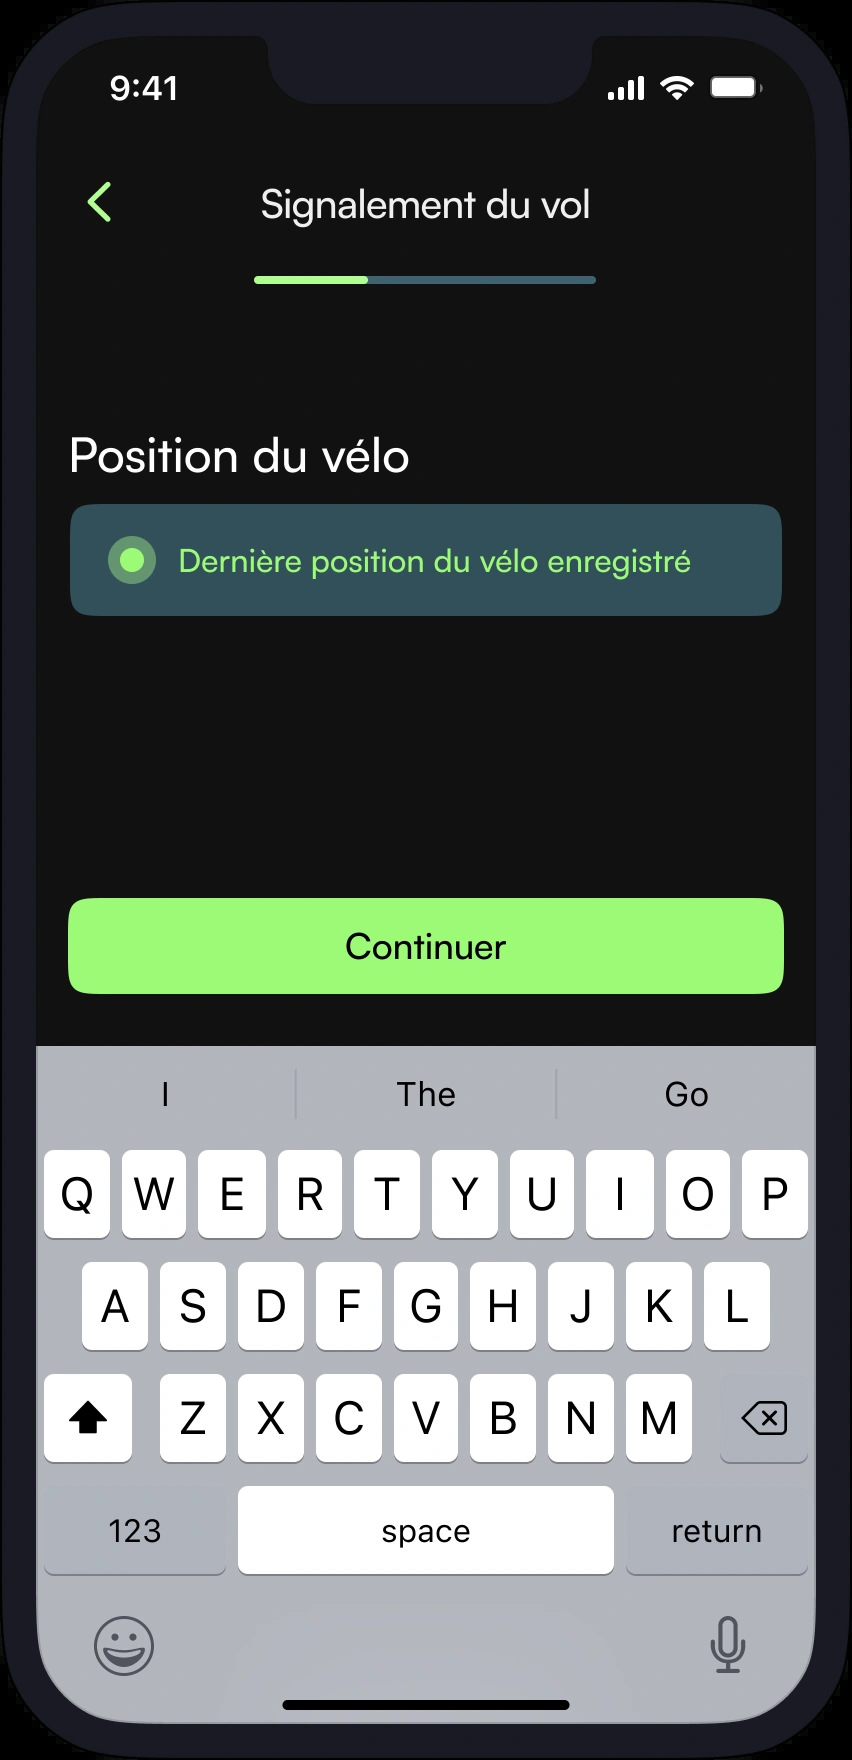 9:41
Signalement du vol
Position du vélo
Dernière position du vélo enregistré
Continuer
I The Go
Q W E R T Y U I O P
A S D F G H J K L
Z X C V B N M
123 space return